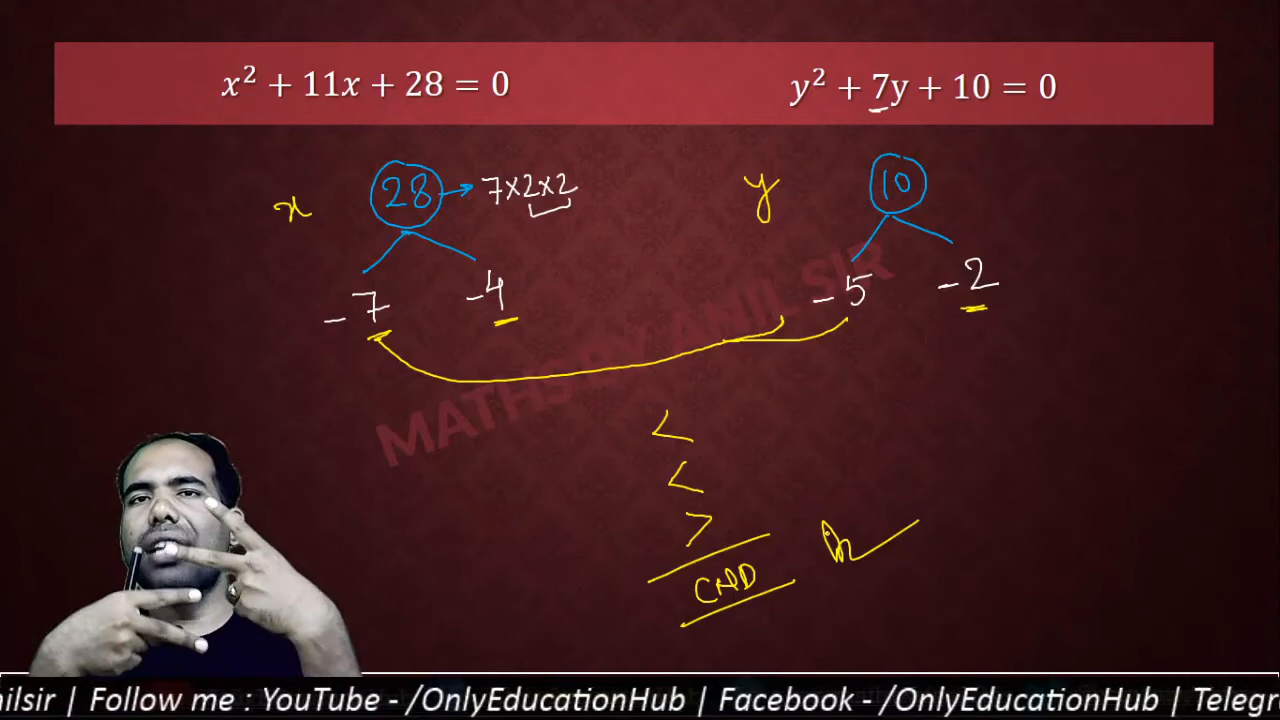 x² + 11x + 28 = 0
y² + 7y + 10 = 0
x
28 → 7×2×2
y
10
-7
-4
-5
-2
MATHS BY ANIL SIR
<
<
>
CND
nilsir | Follow me : YouTube - /OnlyEducationHub | Facebook - /OnlyEducationHub | Telegr